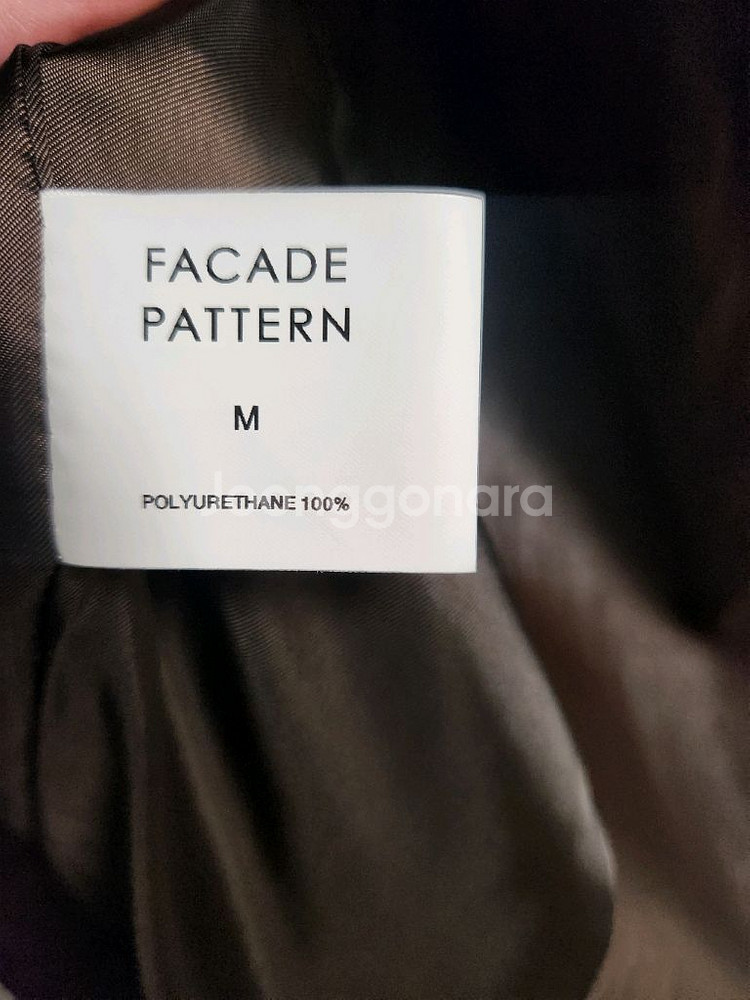 FACADE
PATTERN
M
POLYURETHANE 100%
Joonggonara